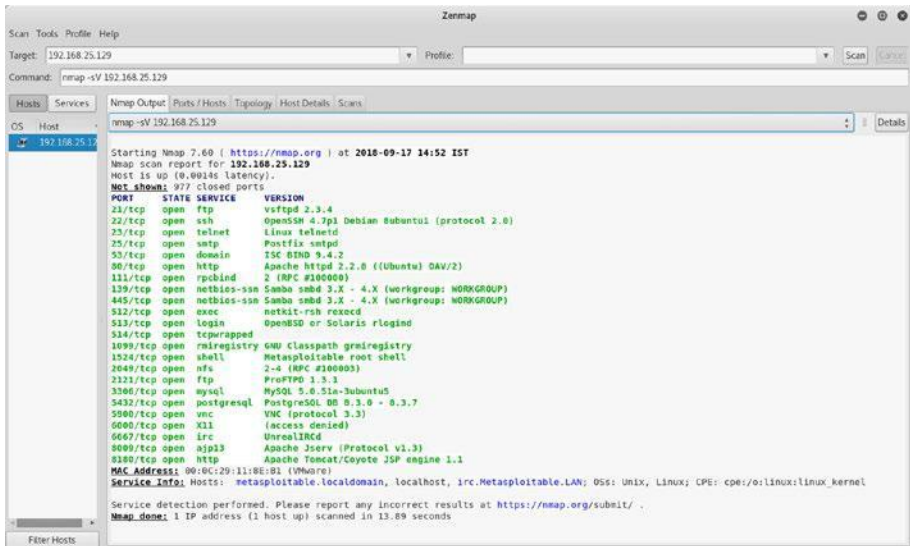 Zenmap
Scan Tools Profile Help
Target: 192.168.25.129 Profile: Scan Cancel
Command: nmap -sV 192.168.25.129
Hosts Services Nmap Output Ports / Hosts Topology Host Details Scans
OS Host nmap -sV 192.168.25.129 Details
192.168.25.12
Starting Nmap 7.60 ( https://nmap.org ) at 2018-09-17 14:52 IST
Nmap scan report for 192.168.25.129
Host is up (0.0014s latency).
Not shown: 977 closed ports
PORT STATE SERVICE VERSION
21/tcp open ftp vsftpd 2.3.4
22/tcp open ssh OpenSSH 4.7p1 Debian 8ubuntu1 (protocol 2.0)
23/tcp open telnet Linux telnetd
25/tcp open smtp Postfix smtpd
53/tcp open domain ISC BIND 9.4.2
80/tcp open http Apache httpd 2.2.8 ((Ubuntu) DAV/2)
111/tcp open rpcbind 2 (RPC #100000)
139/tcp open netbios-ssn Samba smbd 3.X - 4.X (workgroup: WORKGROUP)
445/tcp open netbios-ssn Samba smbd 3.X - 4.X (workgroup: WORKGROUP)
512/tcp open exec netkit-rsh rexecd
513/tcp open login OpenBSD or Solaris rlogind
514/tcp open tcpwrapped
1099/tcp open rmiregistry GNU Classpath grmiregistry
1524/tcp open shell Metasploitable root shell
2049/tcp open nfs 2-4 (RPC #100003)
2121/tcp open ftp ProFTPD 1.3.1
3306/tcp open mysql MySQL 5.0.51a-3ubuntu5
5432/tcp open postgresql PostgreSQL DB 8.3.0 - 8.3.7
5900/tcp open vnc VNC (protocol 3.3)
6000/tcp open X11 (access denied)
6667/tcp open irc UnrealIRCd
8009/tcp open ajp13 Apache Jserv (Protocol v1.3)
8180/tcp open http Apache Tomcat/Coyote JSP engine 1.1
MAC Address: 00:0C:29:11:8E:B1 (VMware)
Service Info: Hosts: metasploitable.localdomain, localhost, irc.Metasploitable.LAN; OSs: Unix, Linux; CPE: cpe:/o:linux:linux_kernel
Service detection performed. Please report any incorrect results at https://nmap.org/submit/ .
Nmap done: 1 IP address (1 host up) scanned in 13.89 seconds
Filter Hosts